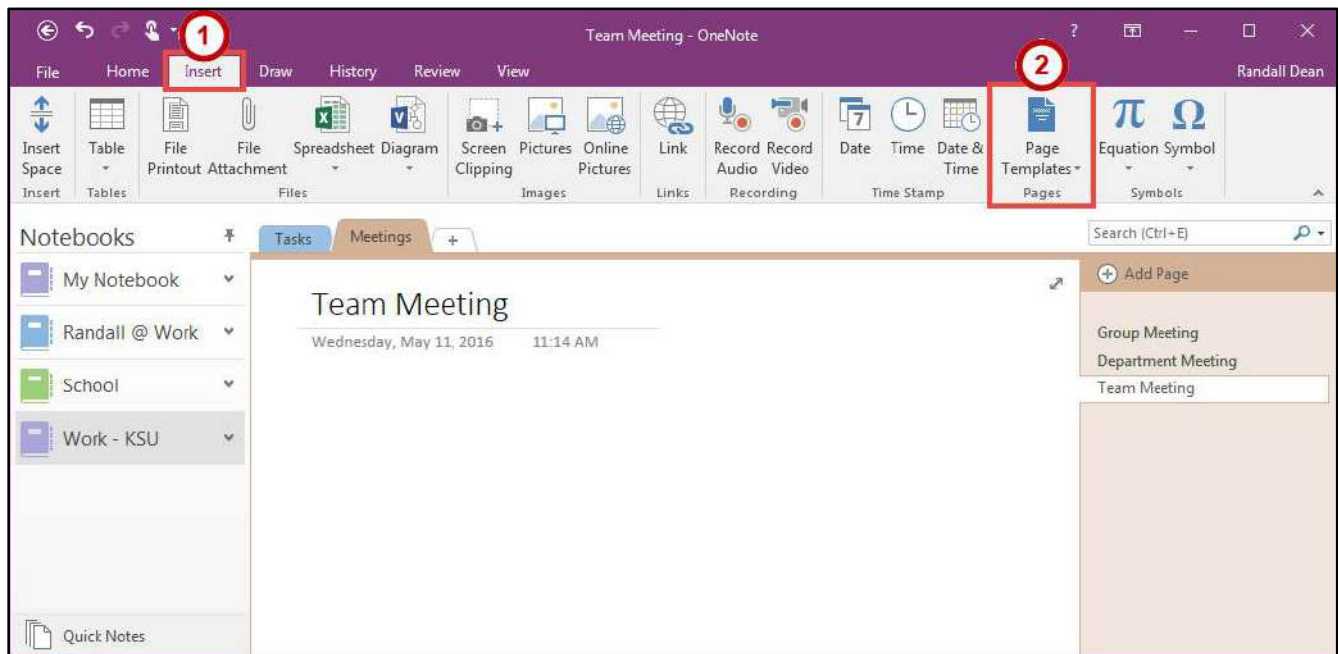 Team Meeting - OneNote
?
1
2
File Home Insert Draw History Review View Randall Dean
Insert Space Table File Printout File Attachment Spreadsheet Diagram Screen Clipping Pictures Online Pictures Link Record Audio Record Video Date Time Date & Time Page Templates Equation Symbol
7
π Ω
Insert Tables Files Images Links Recording Time Stamp Pages Symbols
Notebooks
Tasks Meetings +
Search (Ctrl+E)
My Notebook
Add Page
Team Meeting
Randall @ Work
Wednesday, May 11, 2016 11:14 AM
Group Meeting
Department Meeting
School
Team Meeting
Work - KSU
Quick Notes